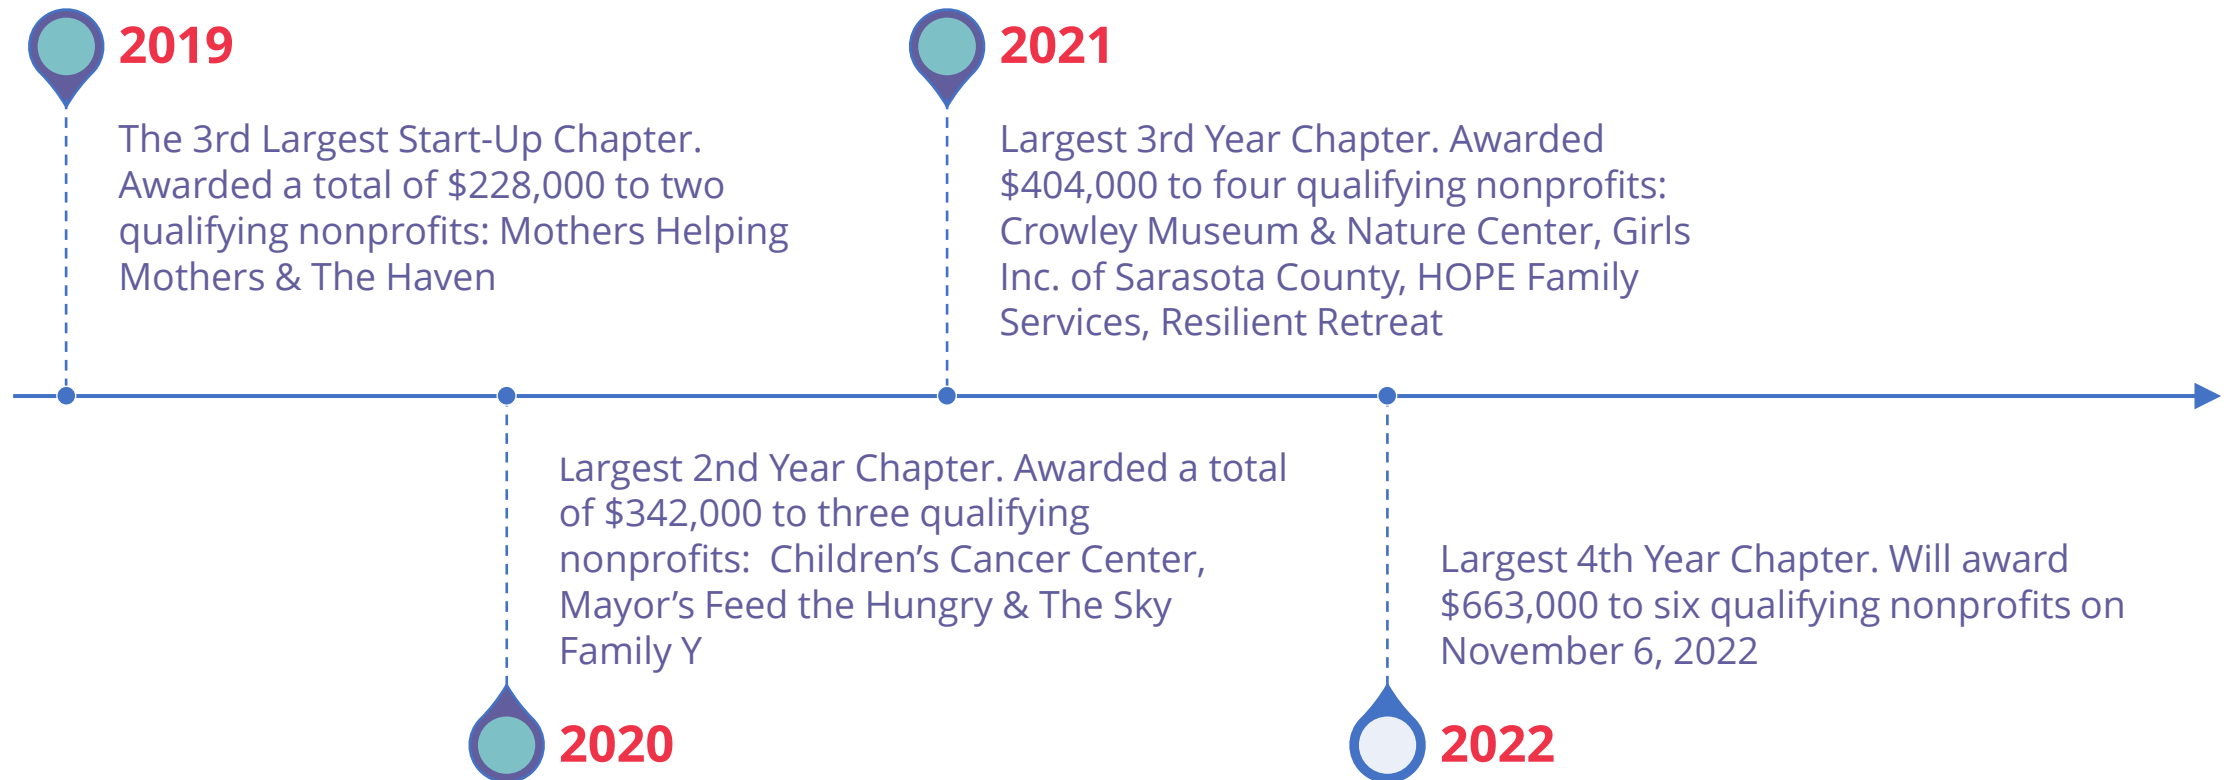 2019
The 3rd Largest Start-Up Chapter.
Awarded a total of $228,000 to two
qualifying nonprofits: Mothers Helping
Mothers & The Haven
2021
Largest 3rd Year Chapter. Awarded
$404,000 to four qualifying nonprofits:
Crowley Museum & Nature Center, Girls
Inc. of Sarasota County, HOPE Family
Services, Resilient Retreat
Largest 2nd Year Chapter. Awarded a total
of $342,000 to three qualifying
nonprofits:  Children’s Cancer Center,
Mayor’s Feed the Hungry & The Sky
Family Y
2020
Largest 4th Year Chapter. Will award
$663,000 to six qualifying nonprofits on
November 6, 2022
2022